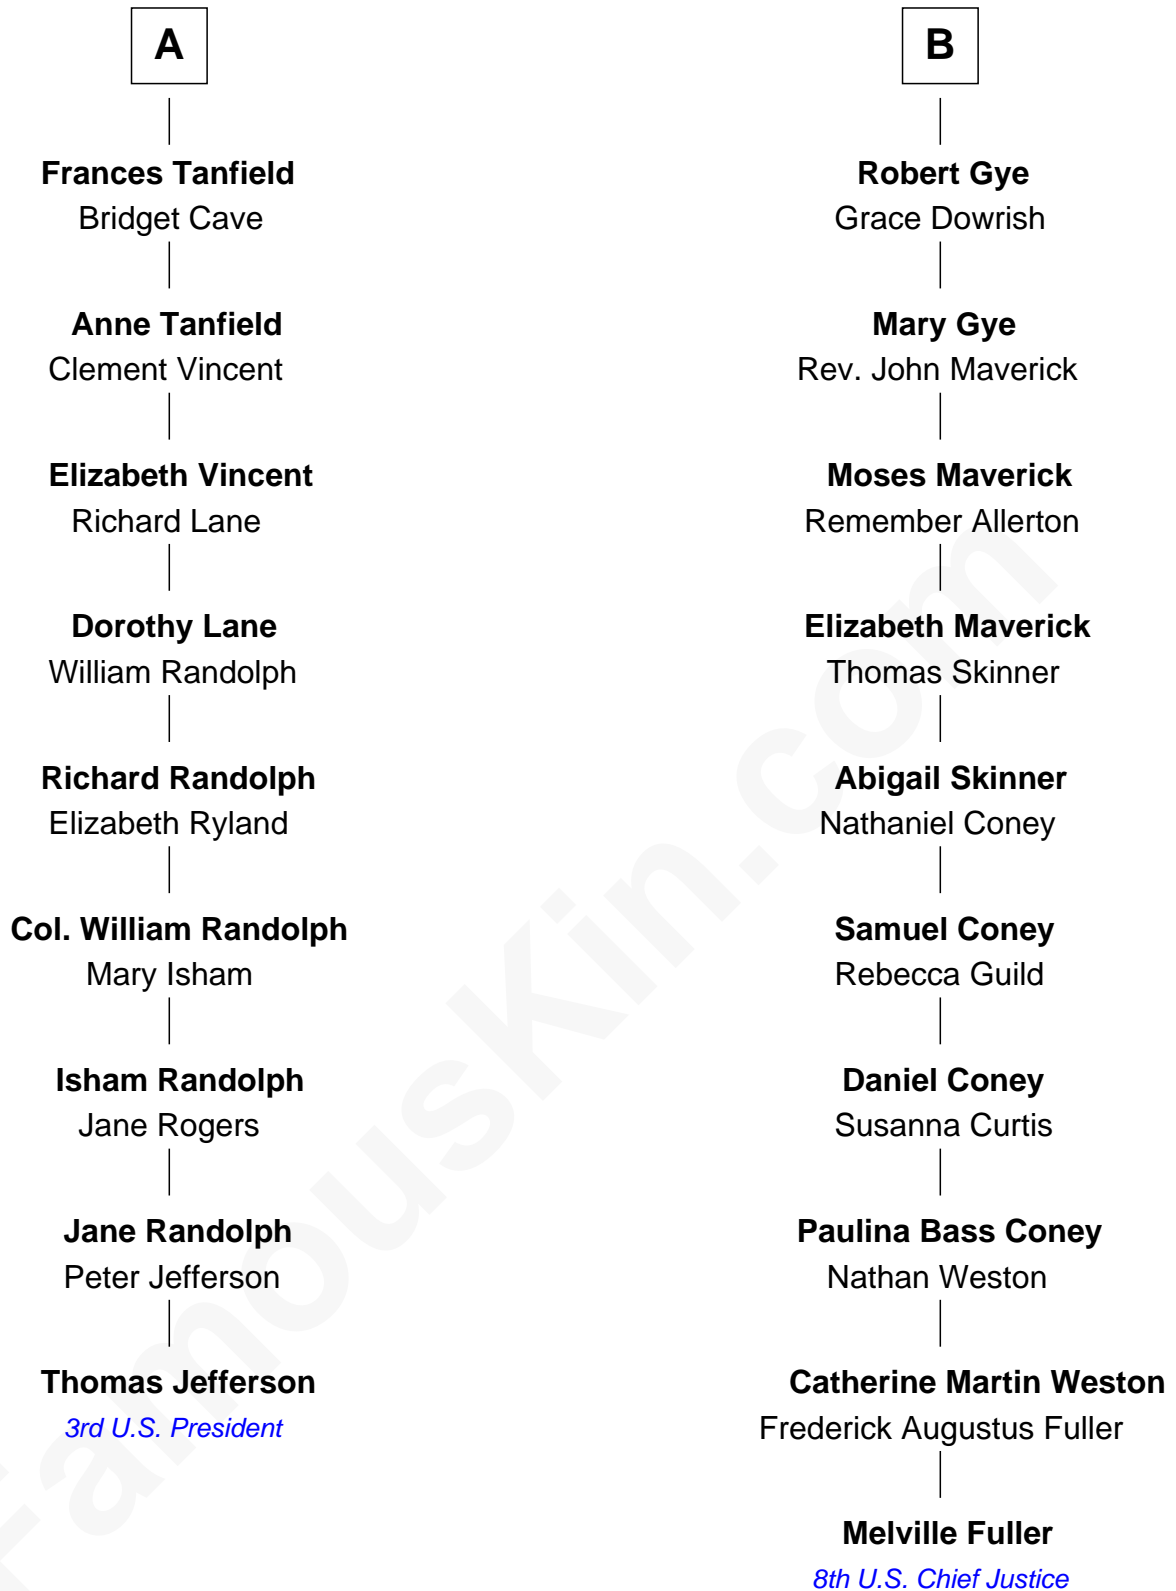 A
Frances Tanfield
Bridget Cave
Anne Tanfield
Clement Vincent
Elizabeth Vincent
Richard Lane
Dorothy Lane
William Randolph
Richard Randolph
Elizabeth Ryland
Col. William Randolph
Mary Isham
Isham Randolph
Jane Rogers
Jane Randolph
Peter Jefferson
Thomas Jefferson
3rd U.S. President
B
Robert Gye
Grace Dowrish
Mary Gye
Rev. John Maverick
Moses Maverick
Remember Allerton
Elizabeth Maverick
Thomas Skinner
Abigail Skinner
Nathaniel Coney
Samuel Coney
Rebecca Guild
Daniel Coney
Susanna Curtis
Paulina Bass Coney
Nathan Weston
Catherine Martin Weston
Frederick Augustus Fuller
Melville Fuller
8th U.S. Chief Justice
FamousKin.com